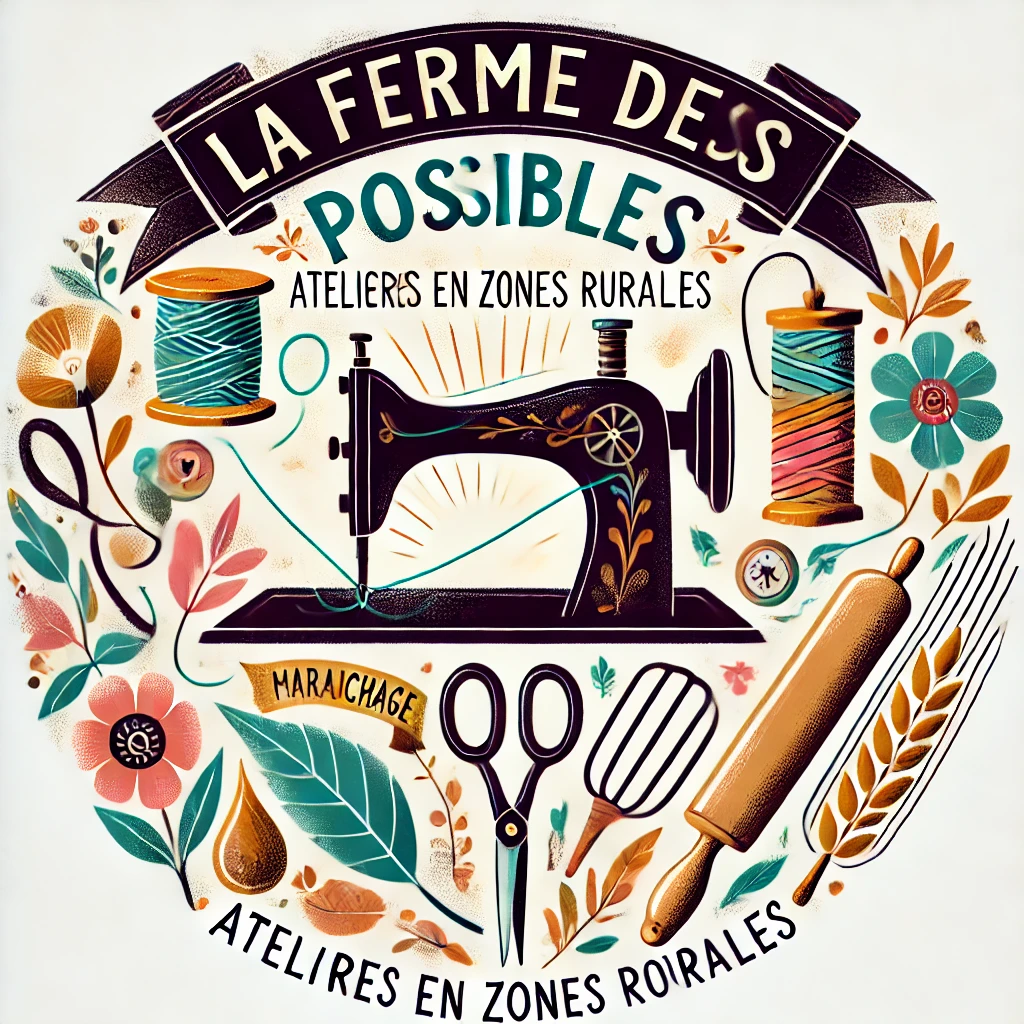 LA FERME DESS
POSSIBLES
ATELIERS EN ZONES RURALES
MARAICHAGE
ATELIRES EN ZONES ROIRALES